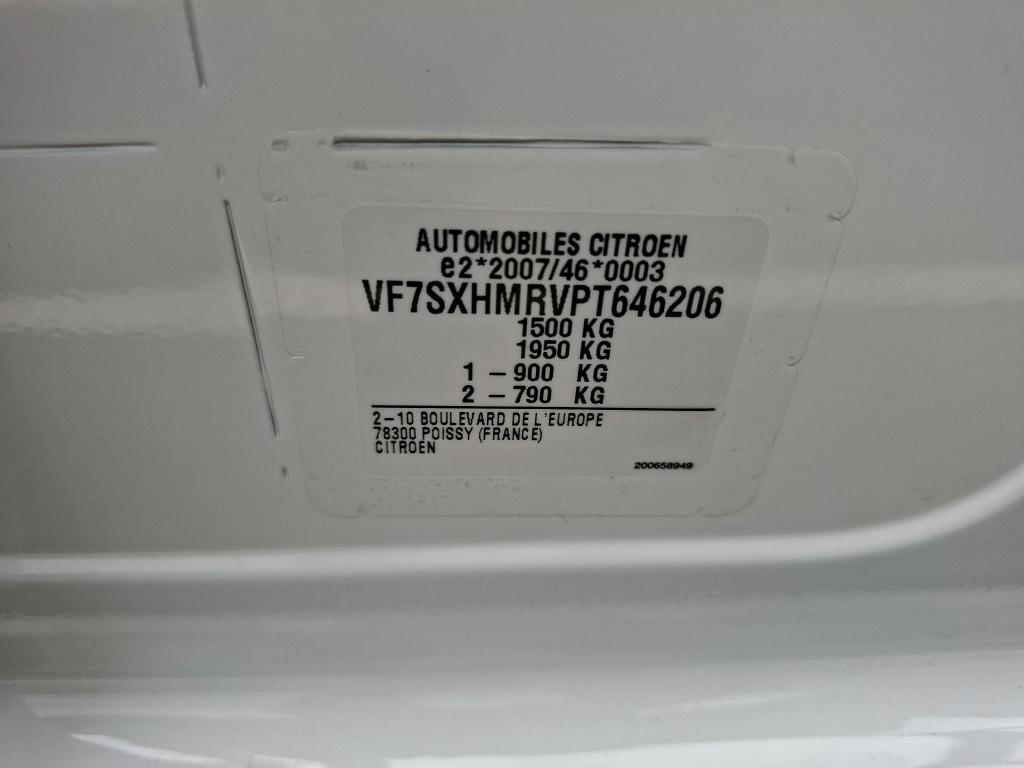 AUTOMOBILES CITROEN
e2*2007/46*0003
VF7SXHMRVPT646206
1500 KG
1950 KG
1 – 900 KG
2 – 790 KG
2–10 BOULEVARD DE L'EUROPE
78300 POISSY (FRANCE)
CITROEN
200658949